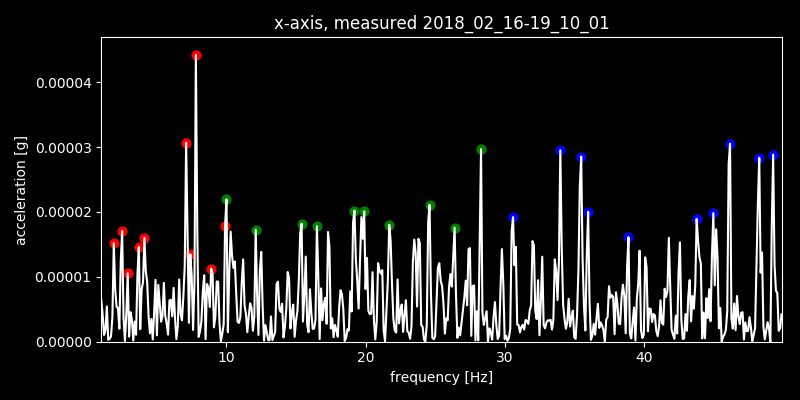 x-axis, measured 2018_02_16-19_10_01
acceleration [g]
0.00004
0.00003
0.00002
0.00001
0.00000
10 20 30 40
frequency [Hz]